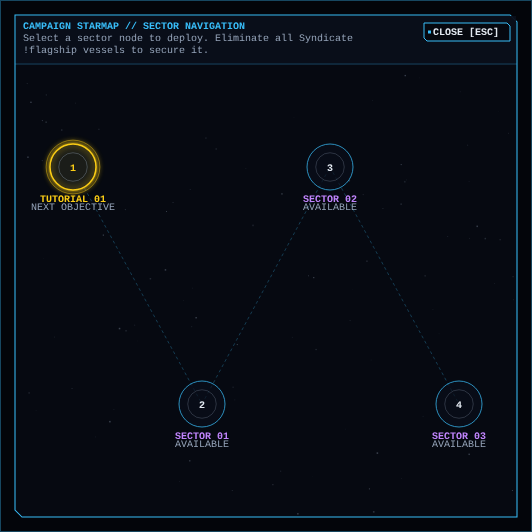 CAMPAIGN STARMAP // SECTOR NAVIGATION
Select a sector node to deploy. Eliminate all Syndicate
!flagship vessels to secure it.
CLOSE [ESC]
1
TUTORIAL 01
NEXT OBJECTIVE
3
SECTOR 02
AVAILABLE
2
SECTOR 01
AVAILABLE
4
SECTOR 03
AVAILABLE